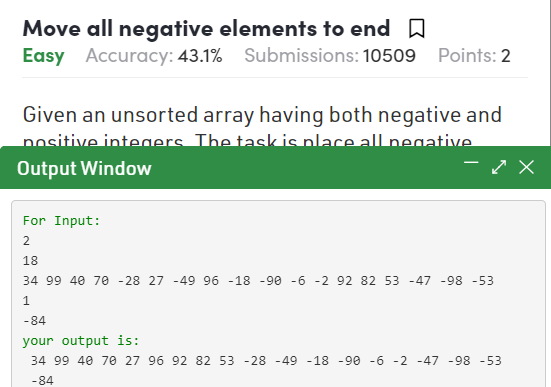 Move all negative elements to end
Easy Accuracy: 43.1% Submissions: 10509 Points: 2
Given an unsorted array having both negative and
positive integers. The task is place all negative
Output Window
For Input:
2
18
34 99 40 70 -28 27 -49 96 -18 -90 -6 -2 92 82 53 -47 -98 -53
1
-84
your output is:
34 99 40 70 27 96 92 82 53 -28 -49 -18 -90 -6 -2 -47 -98 -53
-84